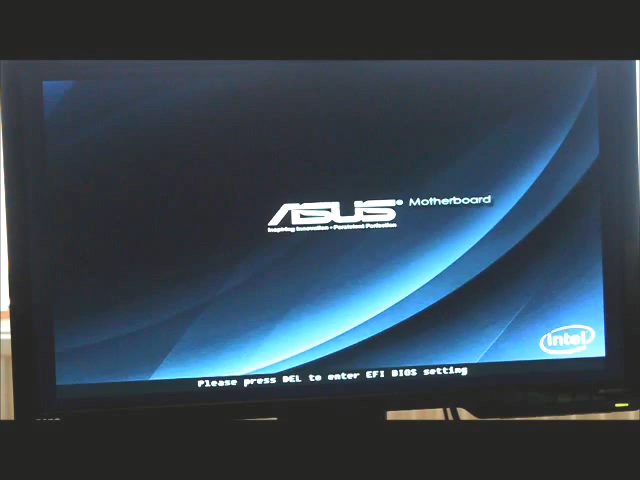 ASUS® Motherboard
Inspiring Innovation • Persistent Perfection
intel
Please press DEL to enter EFI BIOS setting